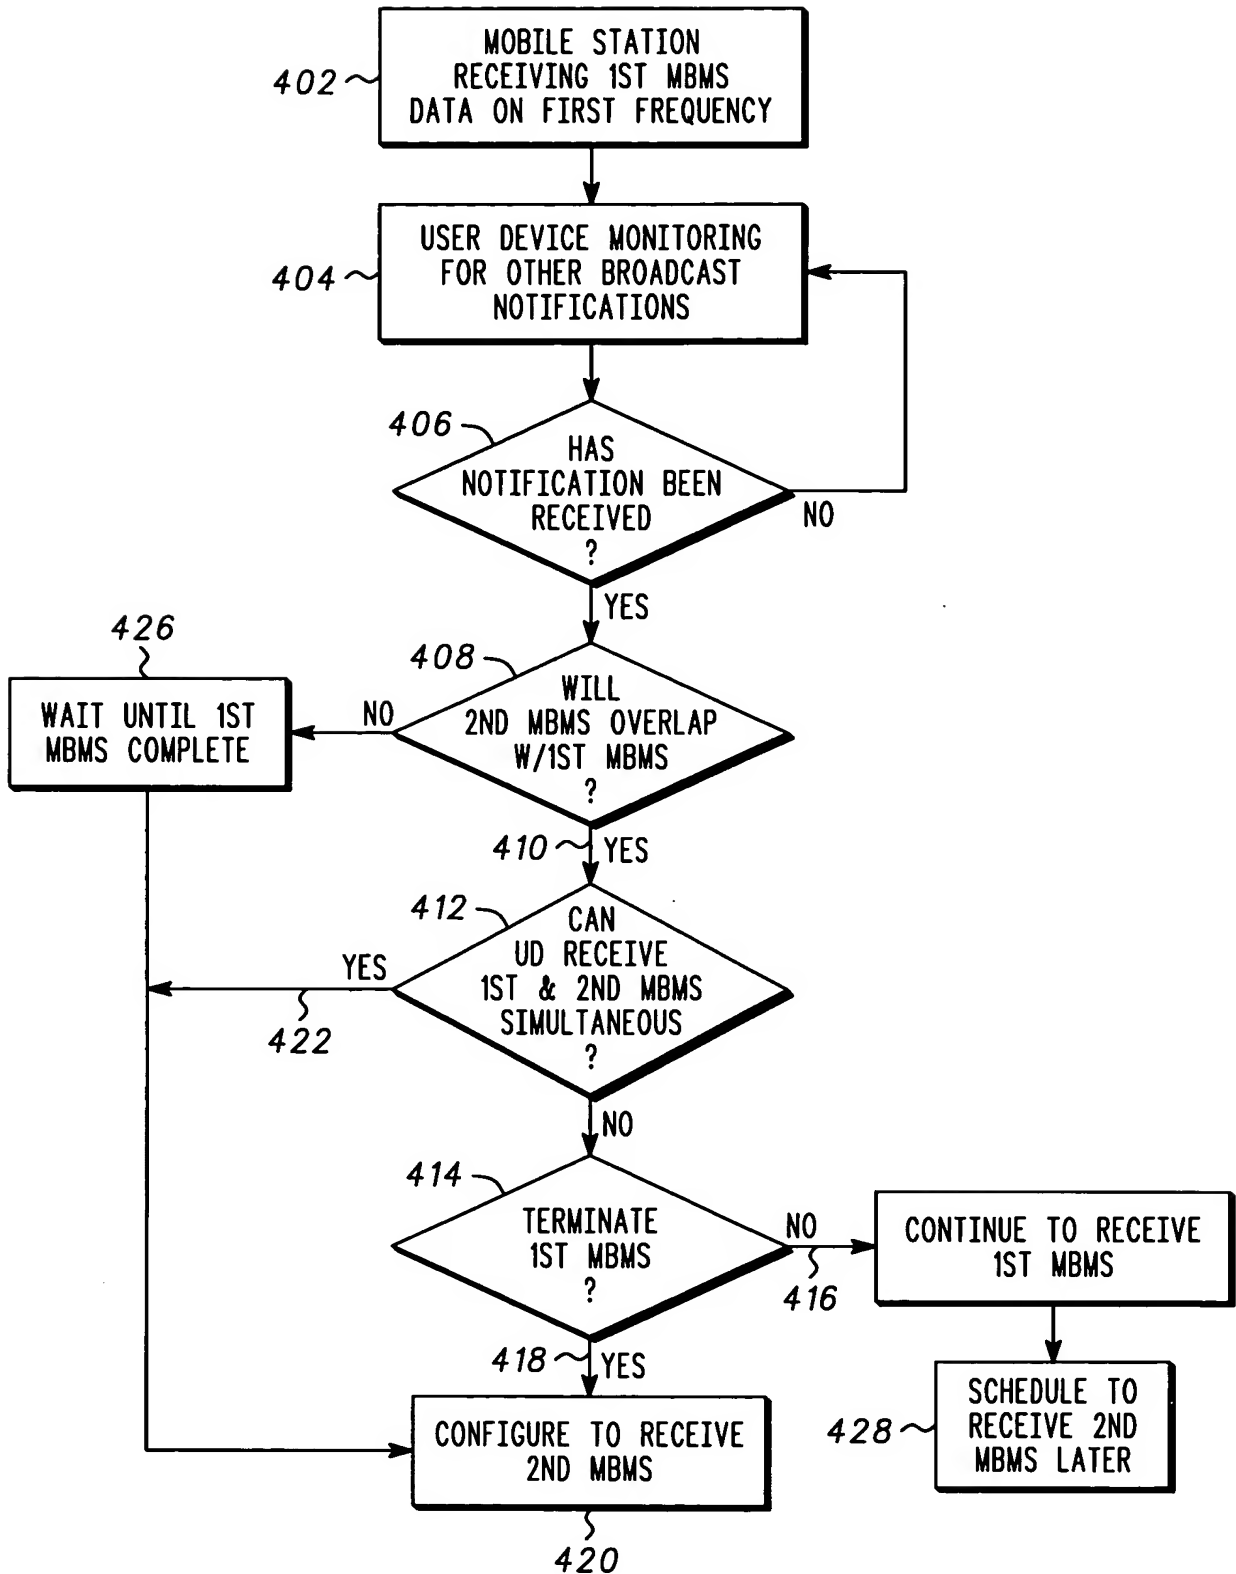 MOBILE STATION
RECEIVING 1ST MBMS
DATA ON FIRST FREQUENCY
402
USER DEVICE MONITORING
FOR OTHER BROADCAST
NOTIFICATIONS
404
406
HAS
NOTIFICATION BEEN
RECEIVED
?
NO
YES
426
408
WAIT UNTIL 1ST
MBMS COMPLETE
NO
WILL
2ND MBMS OVERLAP
W/1ST MBMS
?
410
YES
412
CAN
UD RECEIVE
1ST & 2ND MBMS
SIMULTANEOUS
?
YES
422
NO
414
TERMINATE
1ST MBMS
?
NO
416
CONTINUE TO RECEIVE
1ST MBMS
418
YES
SCHEDULE TO
RECEIVE 2ND
MBMS LATER
428
CONFIGURE TO RECEIVE
2ND MBMS
420